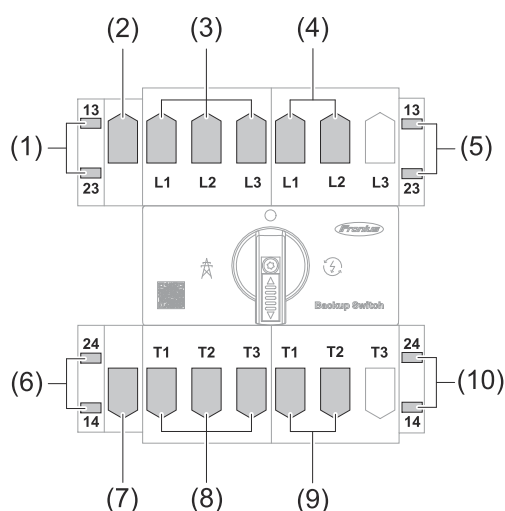 (2) (3) (4)
13 13
(1) (5)
L1 L2 L3 L1 L2 L3
23 23
Fronius
Backup Switch
24 T1 T2 T3 T1 T2 T3 24
(6) (10)
14 14
(7) (8) (9)